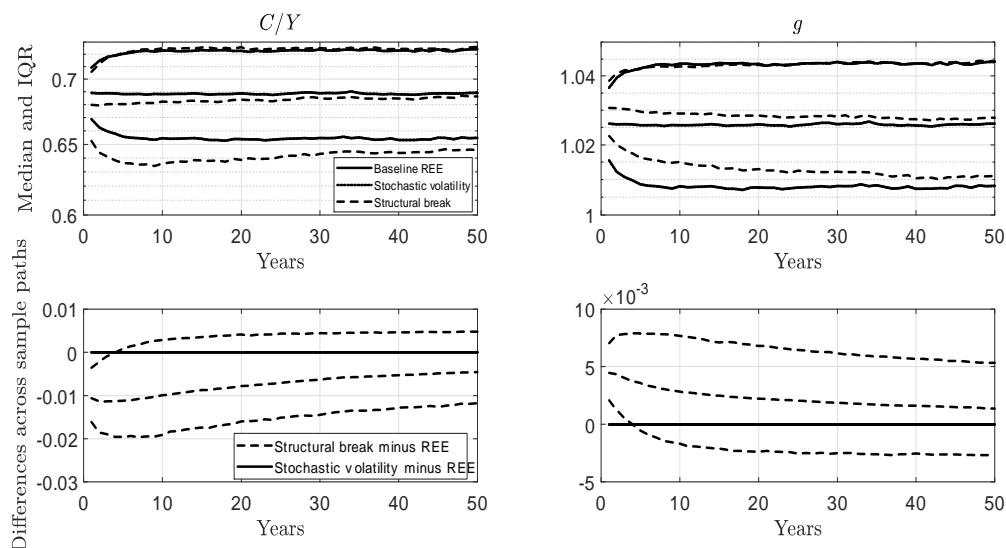 C/Y
g
Median and IQR
0.7
0.65
0.6
Baseline REE
Stochastic volatility
Structural break
0 10 20 30 40 50
Years
1.04
1.02
1
0 10 20 30 40 50
Years
Differences across sample paths
0.01
0
-0.01
-0.02
-0.03
Structural break minus REE
Stochastic volatility minus REE
0 10 20 30 40 50
Years
×10⁻³
10
5
0
-5
0 10 20 30 40 50
Years